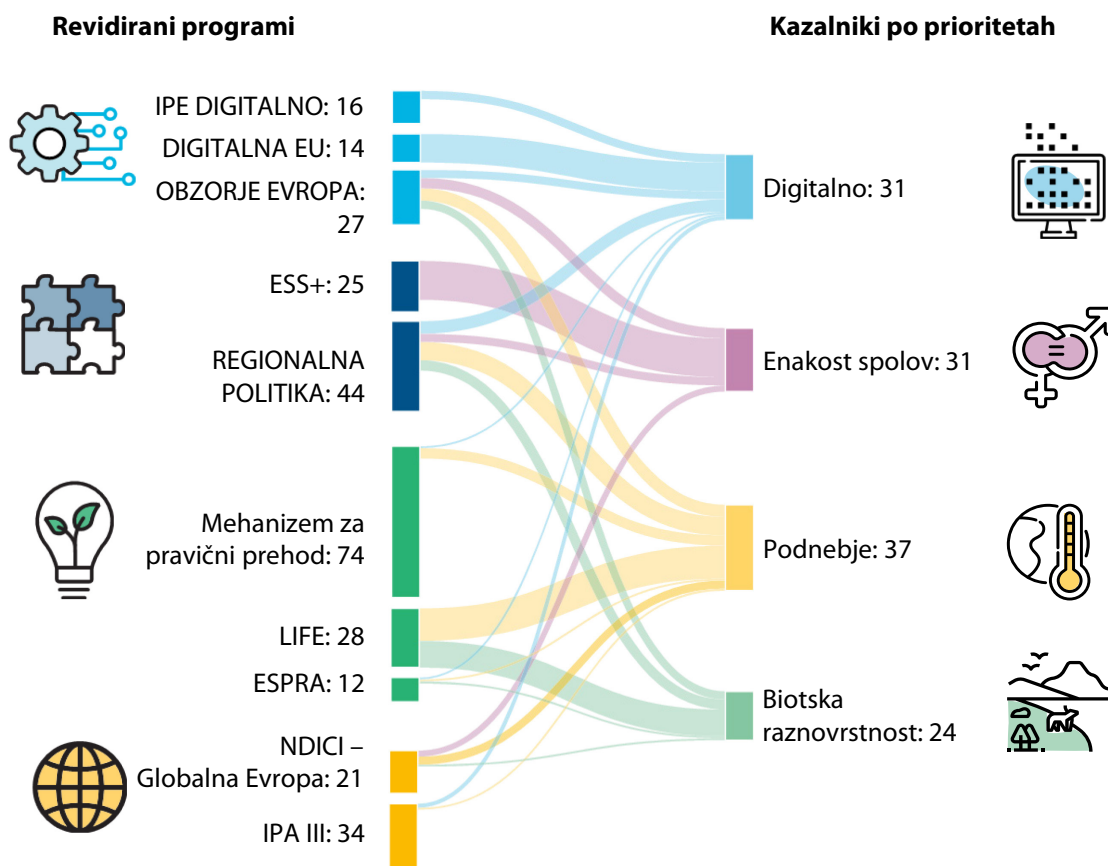 Revidirani programi
Kazalniki po prioritetah
IPE DIGITALNO: 16
DIGITALNA EU: 14
OBZORJE EVROPA:
27
ESS+: 25
REGIONALNA
POLITIKA: 44
Mehanizem za
pravični prehod: 74
LIFE: 28
ESPRA: 12
NDICI –
Globalna Evropa: 21
IPA III: 34
Digitalno: 31
Enakost spolov: 31
Podnebje: 37
Biotska
raznovrstnost: 24